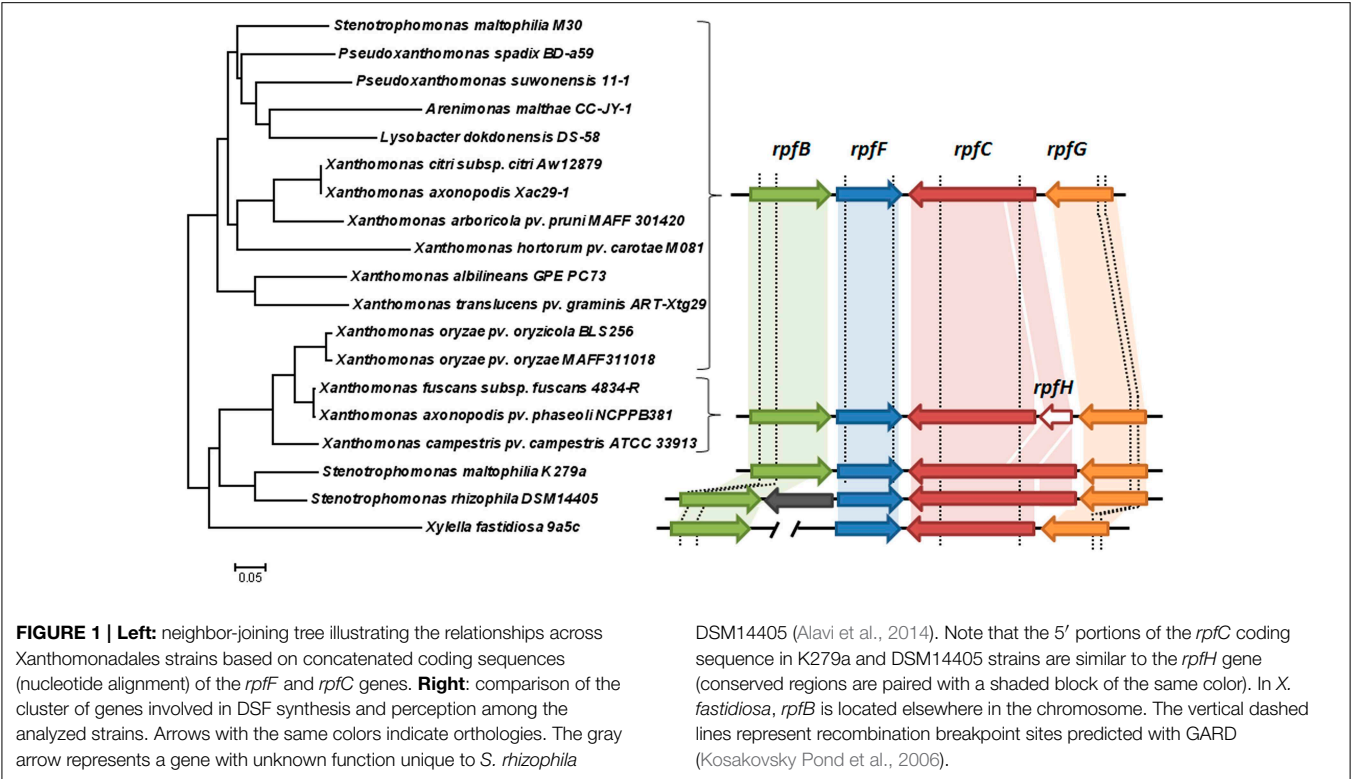 Stenotrophomonas maltophilia M30
Pseudoxanthomonas spadix BD-a59
Pseudoxanthomonas suwonensis 11-1
Arenimonas malthae CC-JY-1
Lysobacter dokdonensis DS-58
Xanthomonas citri subsp. citri Aw12879
Xanthomonas axonopodis Xac29-1
Xanthomonas arboricola pv. pruni MAFF 301420
Xanthomonas hortorum pv. carotae M081
Xanthomonas albilineans GPE PC73
Xanthomonas translucens pv. graminis ART-Xtg29
Xanthomonas oryzae pv. oryzicola BLS256
Xanthomonas oryzae pv. oryzae MAFF311018
Xanthomonas fuscans subsp. fuscans 4834-R
Xanthomonas axonopodis pv. phaseoli NCPPB381
Xanthomonas campestris pv. campestris ATCC 33913
Stenotrophomonas maltophilia K279a
Stenotrophomonas rhizophila DSM14405
Xylella fastidiosa 9a5c
0.05
rpfB rpfF rpfC rpfG
rpfH
FIGURE 1 | Left: neighbor-joining tree illustrating the relationships across
Xanthomonadales strains based on concatenated coding sequences
(nucleotide alignment) of the rpfF and rpfC genes. Right: comparison of the
cluster of genes involved in DSF synthesis and perception among the
analyzed strains. Arrows with the same colors indicate orthologies. The gray
arrow represents a gene with unknown function unique to S. rhizophila
DSM14405 (Alavi et al., 2014). Note that the 5′ portions of the rpfC coding
sequence in K279a and DSM14405 strains are similar to the rpfH gene
(conserved regions are paired with a shaded block of the same color). In X.
fastidiosa, rpfB is located elsewhere in the chromosome. The vertical dashed
lines represent recombination breakpoint sites predicted with GARD
(Kosakovsky Pond et al., 2006).